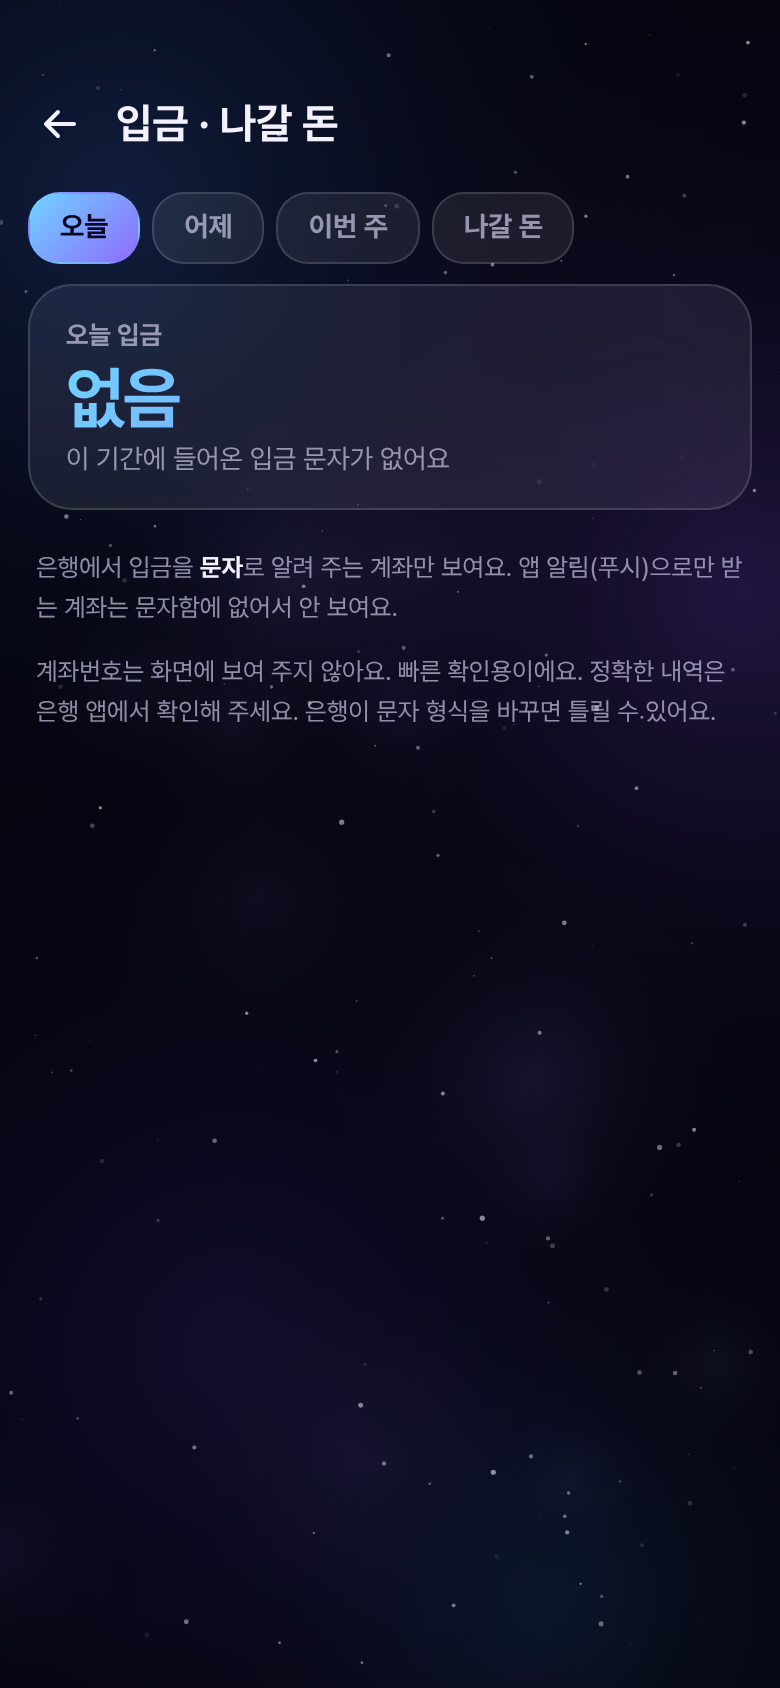 입금 · 나갈 돈
오늘
어제
이번 주
나갈 돈
오늘 입금
없음
이 기간에 들어온 입금 문자가 없어요
은행에서 입금을 문자로 알려 주는 계좌만 보여요. 앱 알림(푸시)으로만 받
는 계좌는 문자함에 없어서 안 보여요.
계좌번호는 화면에 보여 주지 않아요. 빠른 확인용이에요. 정확한 내역은
은행 앱에서 확인해 주세요. 은행이 문자 형식을 바꾸면 틀릴 수 있어요.